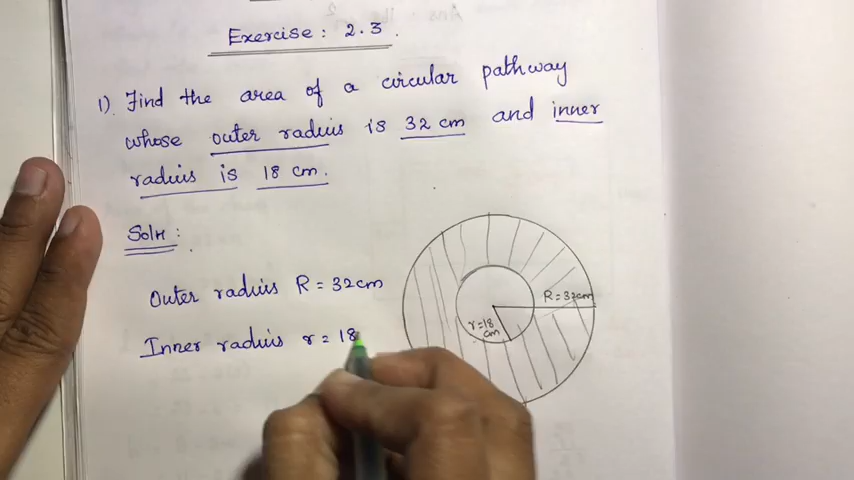 Exercise: 2.3.
1). Find the area of a circular pathway
whose outer radius is 32 cm and inner
radius is 18 cm.
Soln:
Outer radius R = 32cm
Inner radius r = 18
R=32cm
r=18
cm